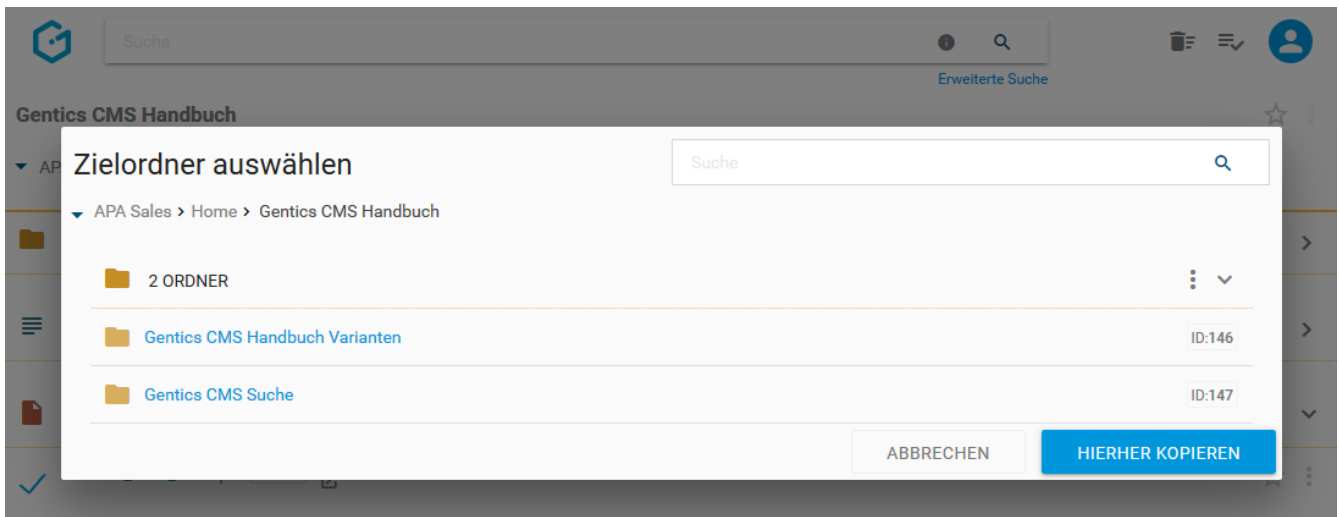 Suche
Erweiterte Suche
Gentics CMS Handbuch
AP
Zielordner auswählen
Suche
APA Sales > Home > Gentics CMS Handbuch
2 ORDNER
Gentics CMS Handbuch Varianten ID:146
Gentics CMS Suche ID:147
ABBRECHEN HIERHER KOPIEREN